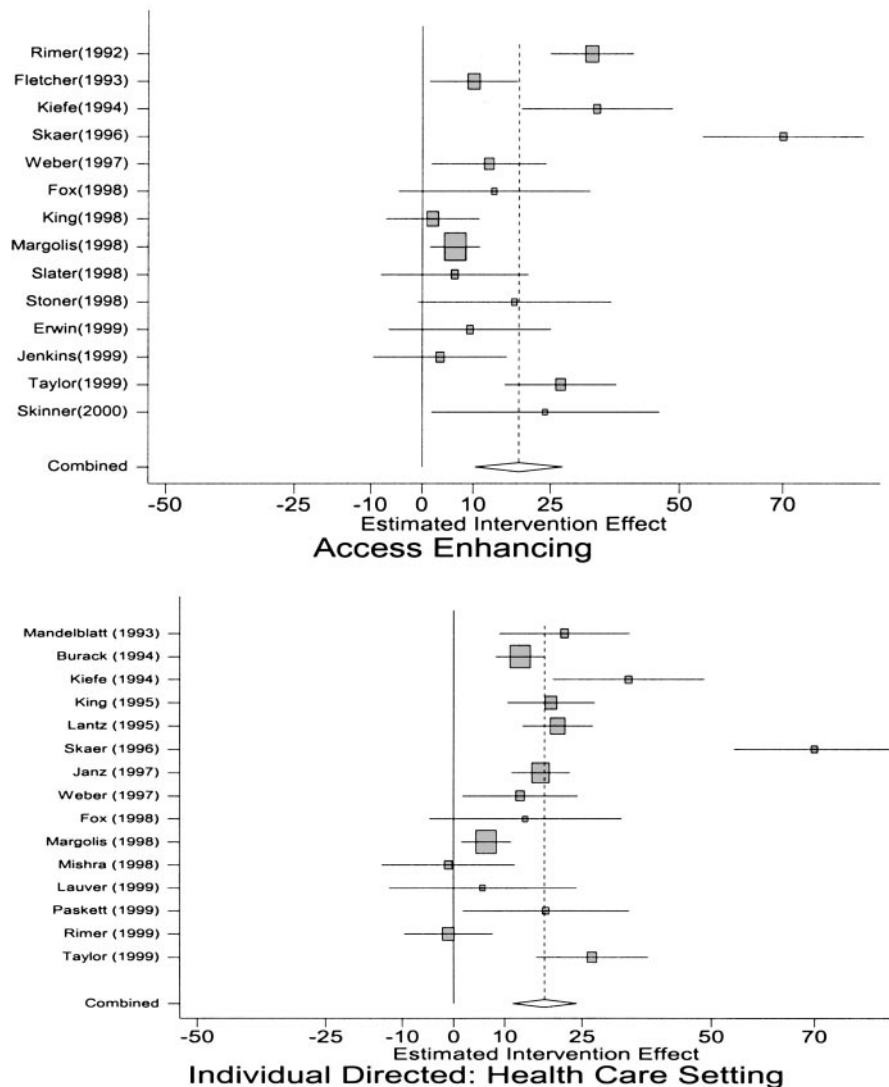 Rimer(1992)
Fletcher(1993)
Kiefe(1994)
Skaer(1996)
Weber(1997)
Fox(1998)
King(1998)
Margolis(1998)
Slater(1998)
Stoner(1998)
Erwin(1999)
Jenkins(1999)
Taylor(1999)
Skinner(2000)
Combined
-50 -25 -10 0 10 25 50 70
Estimated Intervention Effect
Access Enhancing
Mandelblatt (1993)
Burack (1994)
Kiefe (1994)
King (1995)
Lantz (1995)
Skaer (1996)
Janz (1997)
Weber (1997)
Fox (1998)
Margolis (1998)
Mishra (1998)
Lauver (1999)
Paskett (1999)
Rimer (1999)
Taylor (1999)
Combined
-50 -10 0 10 25 50 70
Estimated Intervention Effect
Individual Directed: Health Care Setting